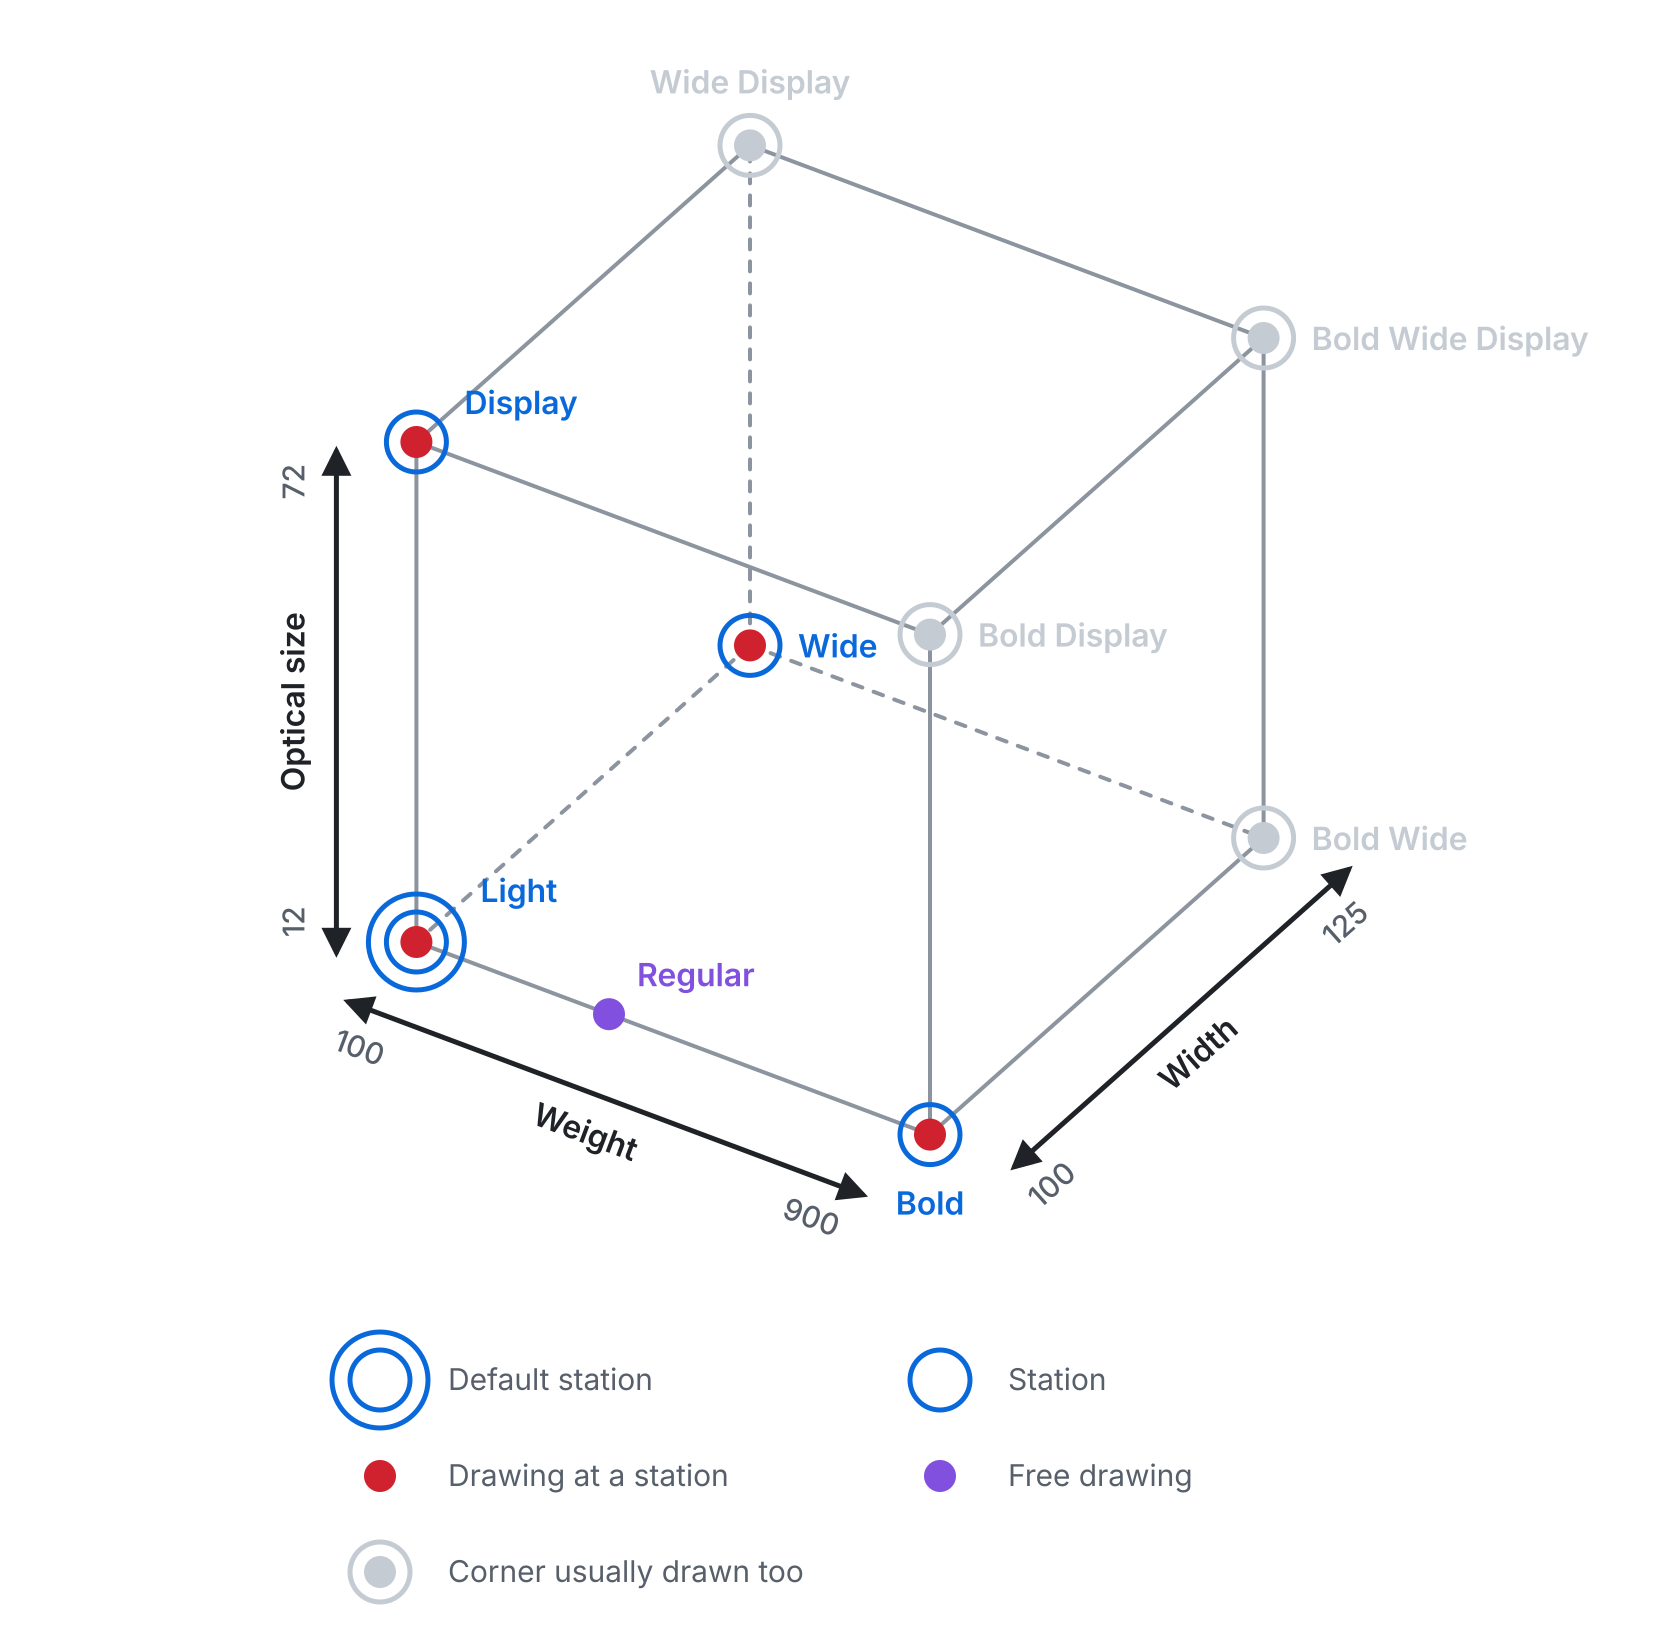 Wide Display
Bold Wide Display
Display
72
Optical size
Wide
Bold Display
Bold Wide
Light
12
125
Regular
100
Width
Weight
100
900
Bold
Default station
Station
Drawing at a station
Free drawing
Corner usually drawn too